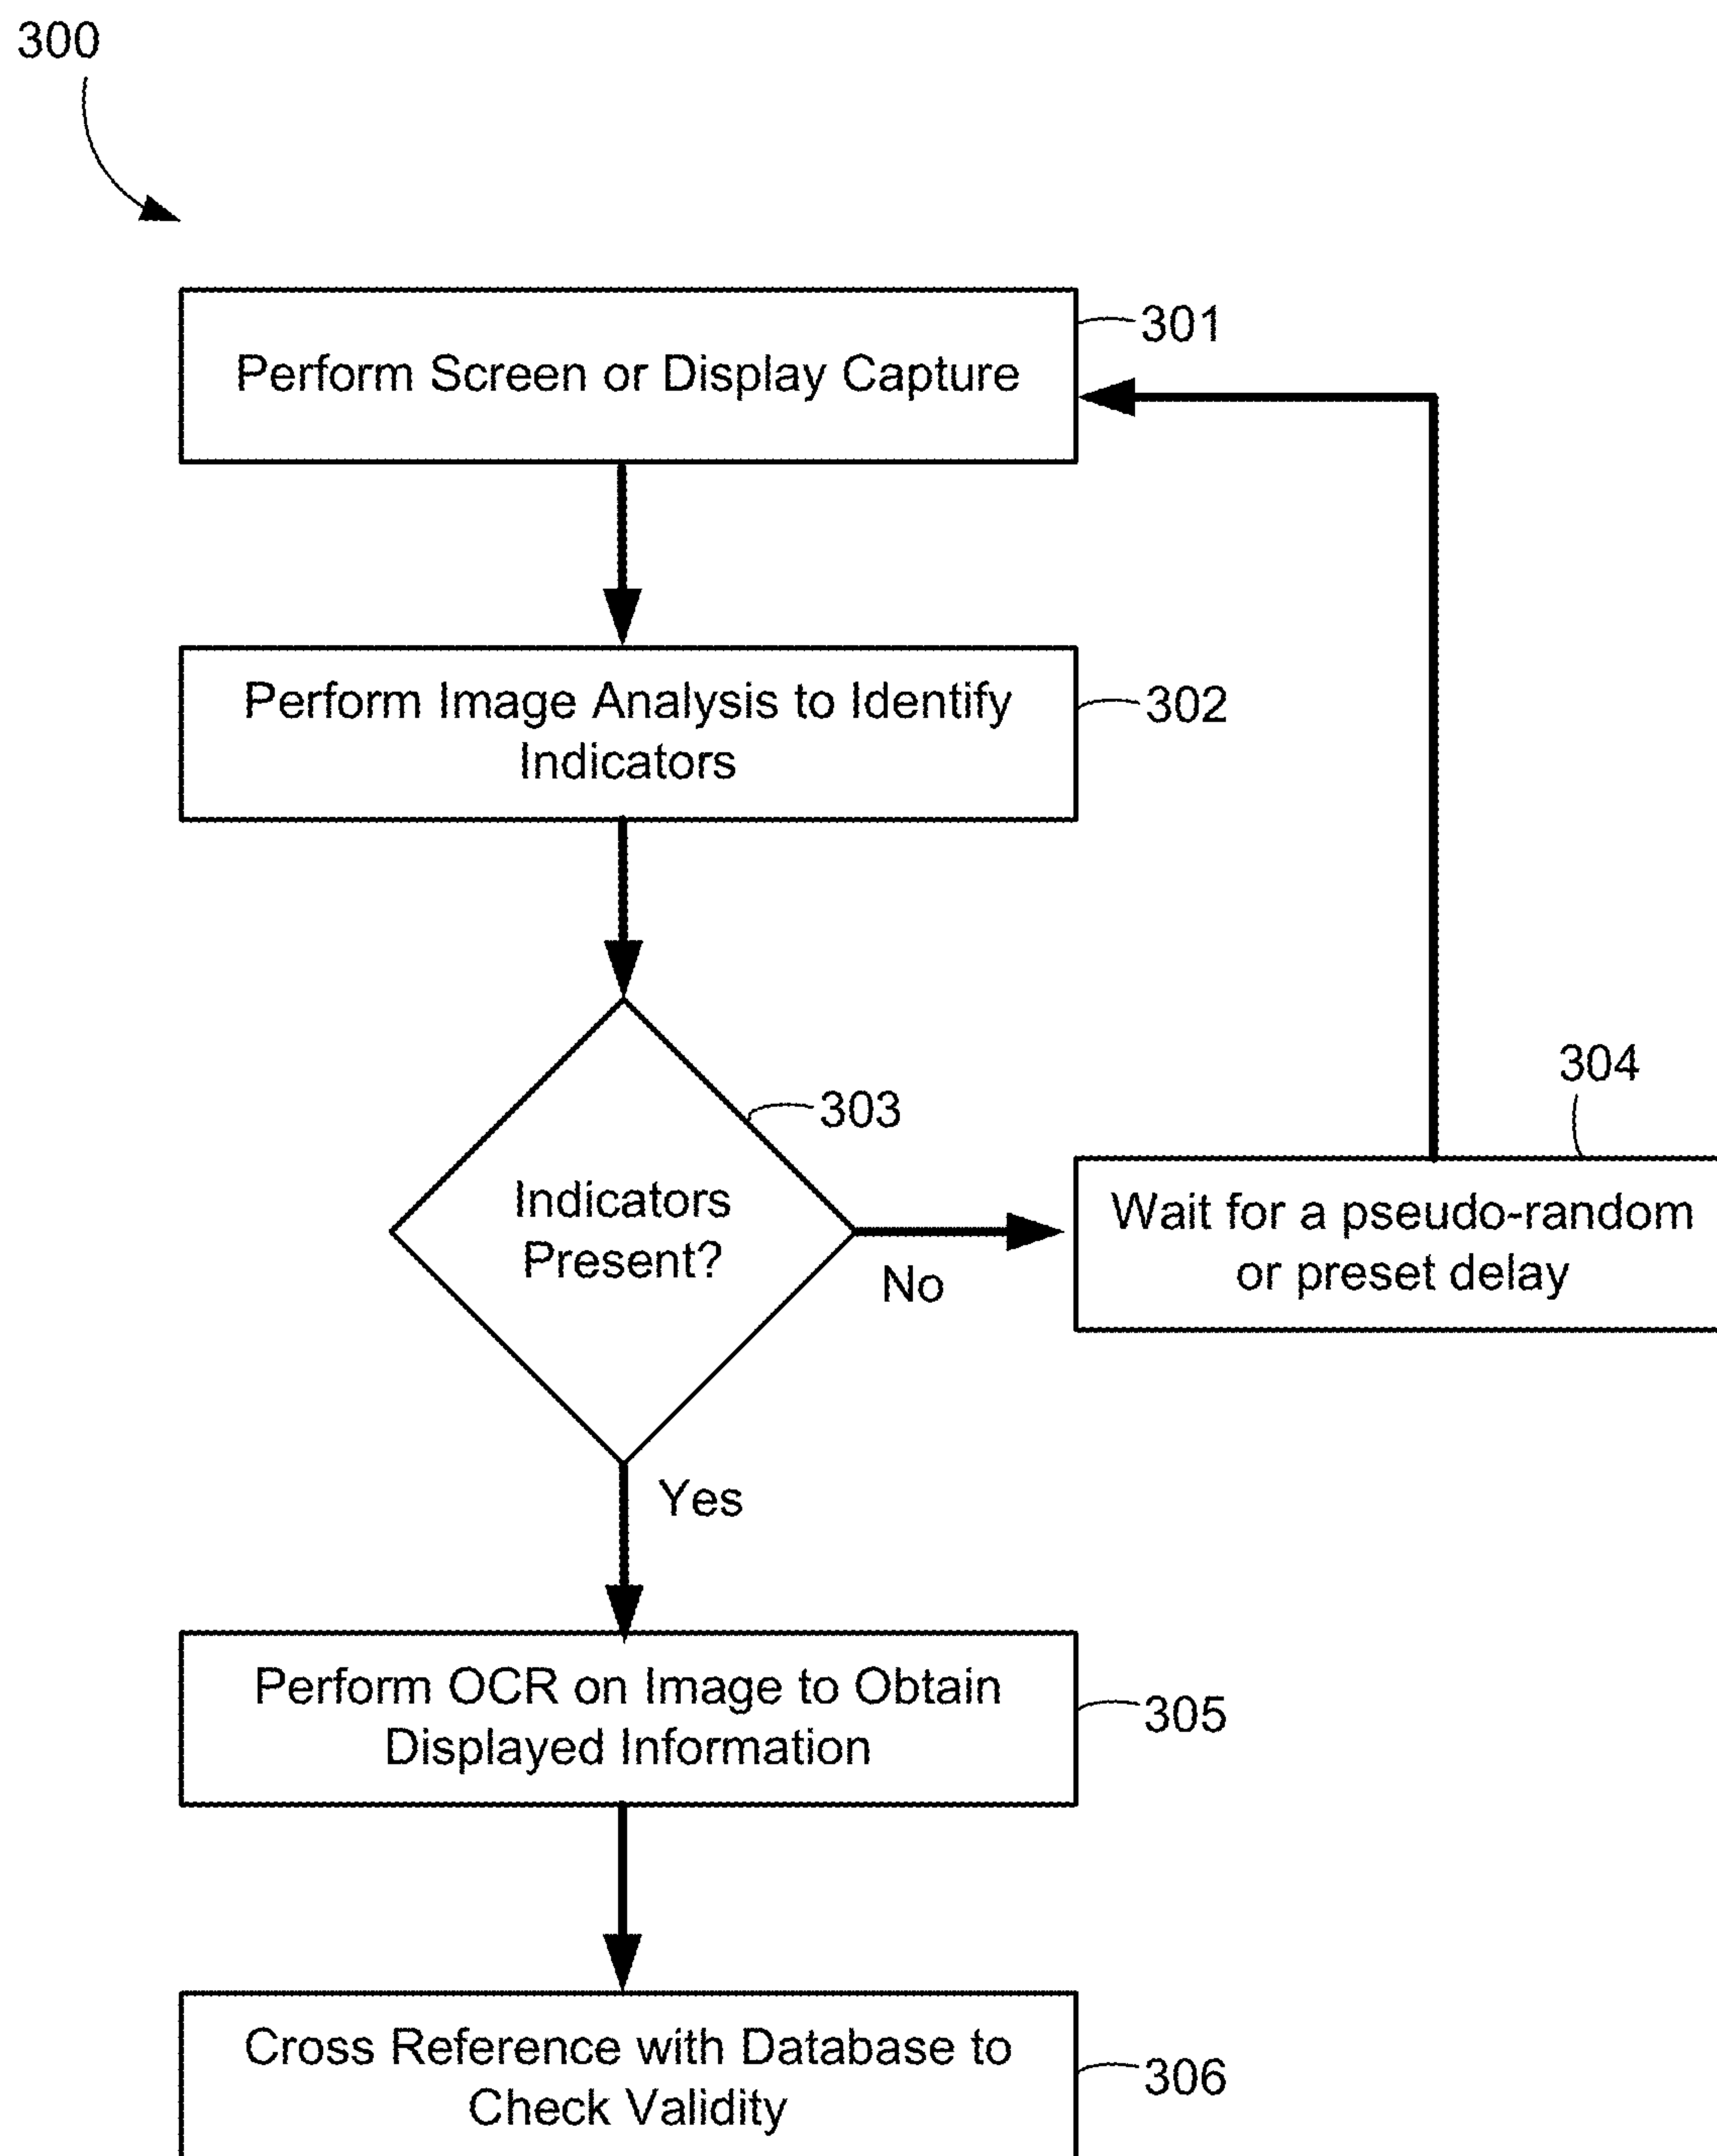 300
Perform Screen or Display Capture
301
Perform Image Analysis to Identify
Indicators
302
303
Indicators
Present?
No
304
Wait for a pseudo-random
or preset delay
Yes
Perform OCR on Image to Obtain
Displayed Information
305
Cross Reference with Database to
Check Validity
306